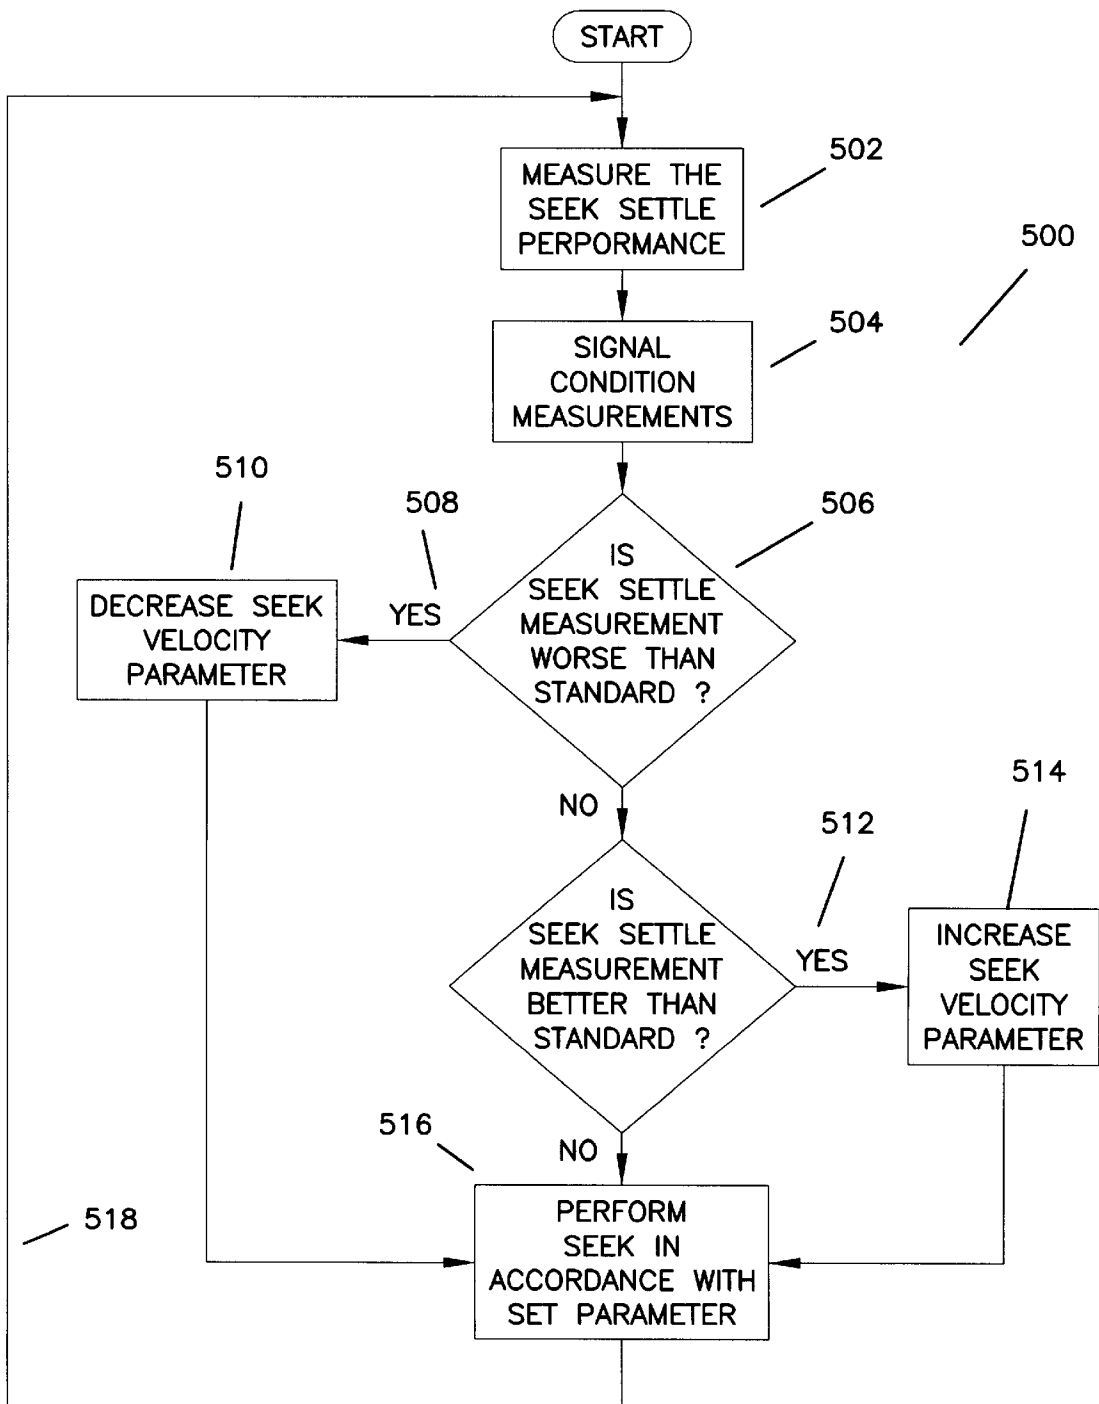 START
502
MEASURE THE
SEEK SETTLE
PERPORMANCE
500
504
SIGNAL
CONDITION
MEASUREMENTS
510
508
506
IS
SEEK SETTLE
MEASUREMENT
WORSE THAN
STANDARD ?
YES
DECREASE SEEK
VELOCITY
PARAMETER
NO
514
512
IS
SEEK SETTLE
MEASUREMENT
BETTER THAN
STANDARD ?
YES
INCREASE
SEEK
VELOCITY
PARAMETER
516
NO
518
PERFORM
SEEK IN
ACCORDANCE WITH
SET PARAMETER